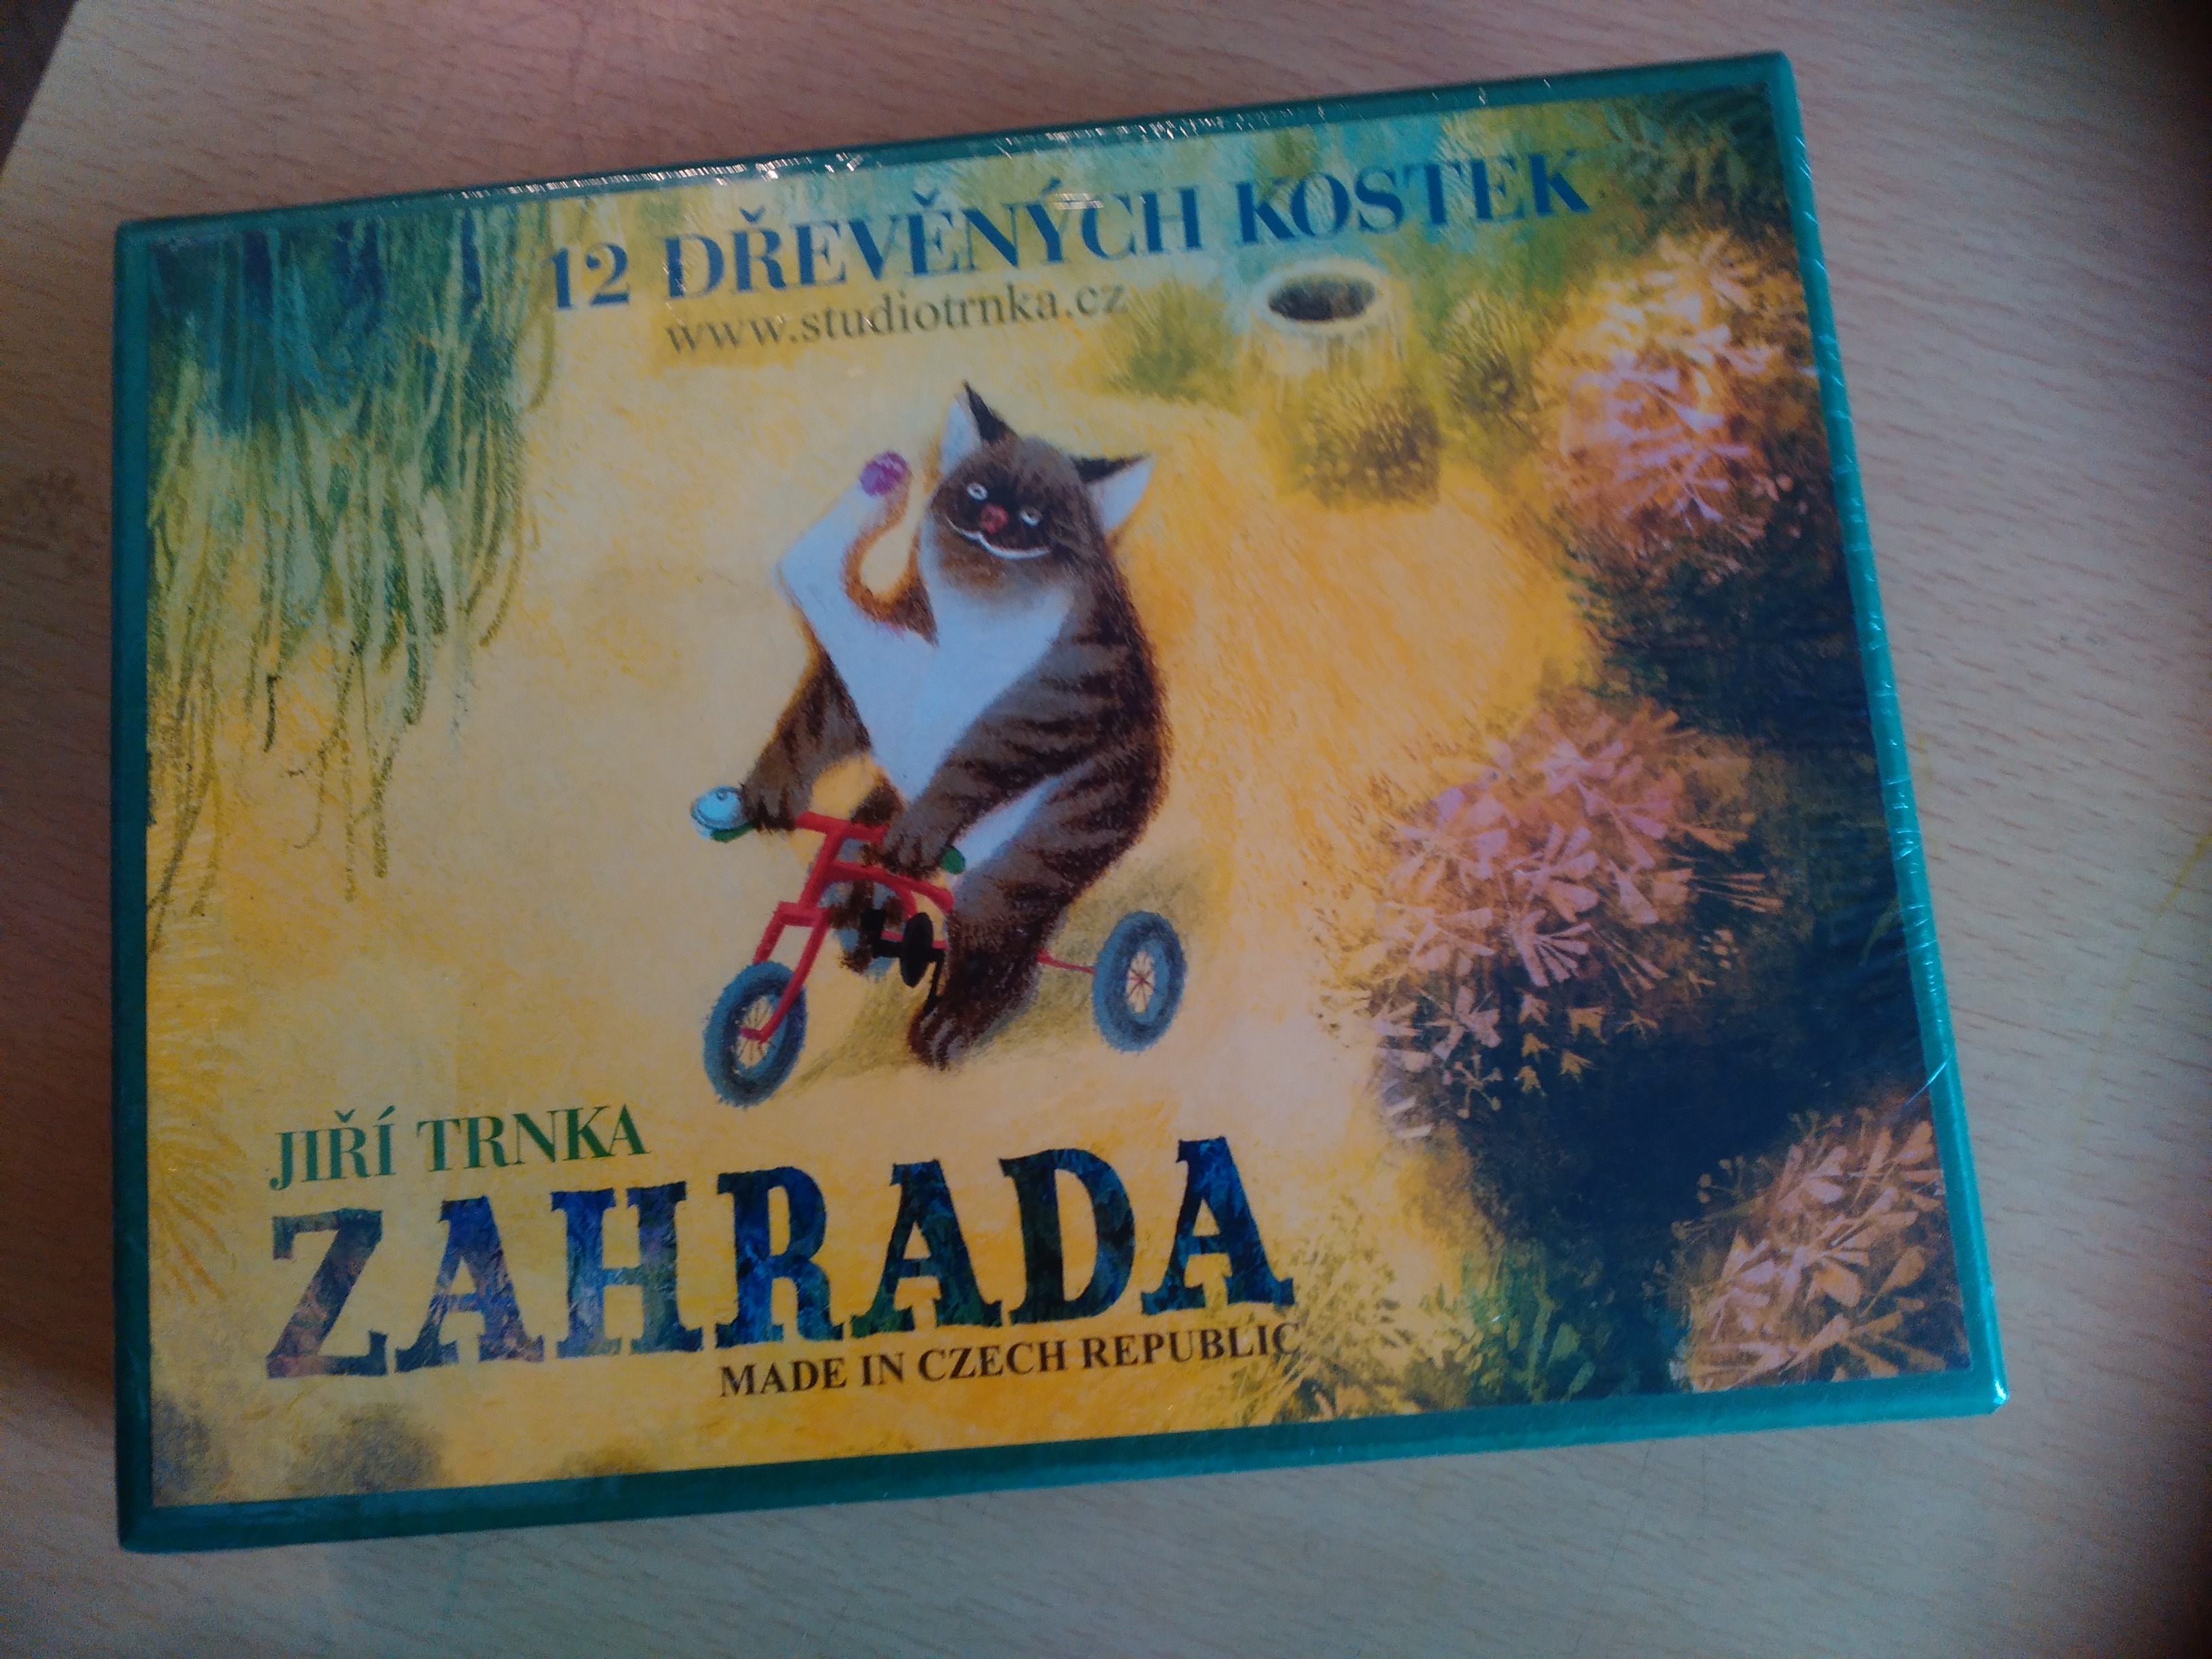 12 DŘEVĚNÝCH KOSTEK
www.studiotrnka.cz
JIŘÍ TRNKA
ZAHRADA
MADE IN CZECH REPUBLIC